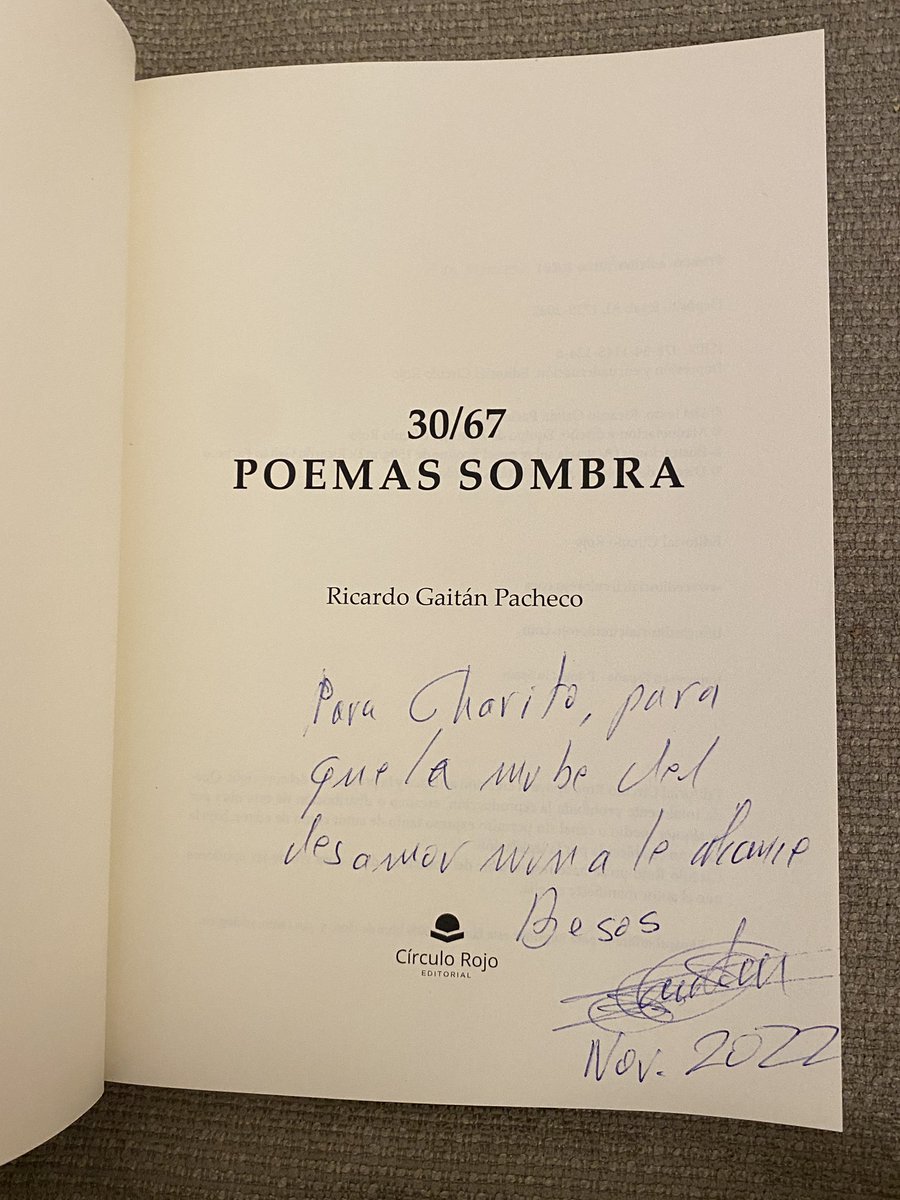 30/67
POEMAS SOMBRA
Ricardo Gaitán Pacheco
Para Charito, para
que la nube del
desamor nunca le alcance
Besos
Nov. 2022
Círculo Rojo
EDITORIAL